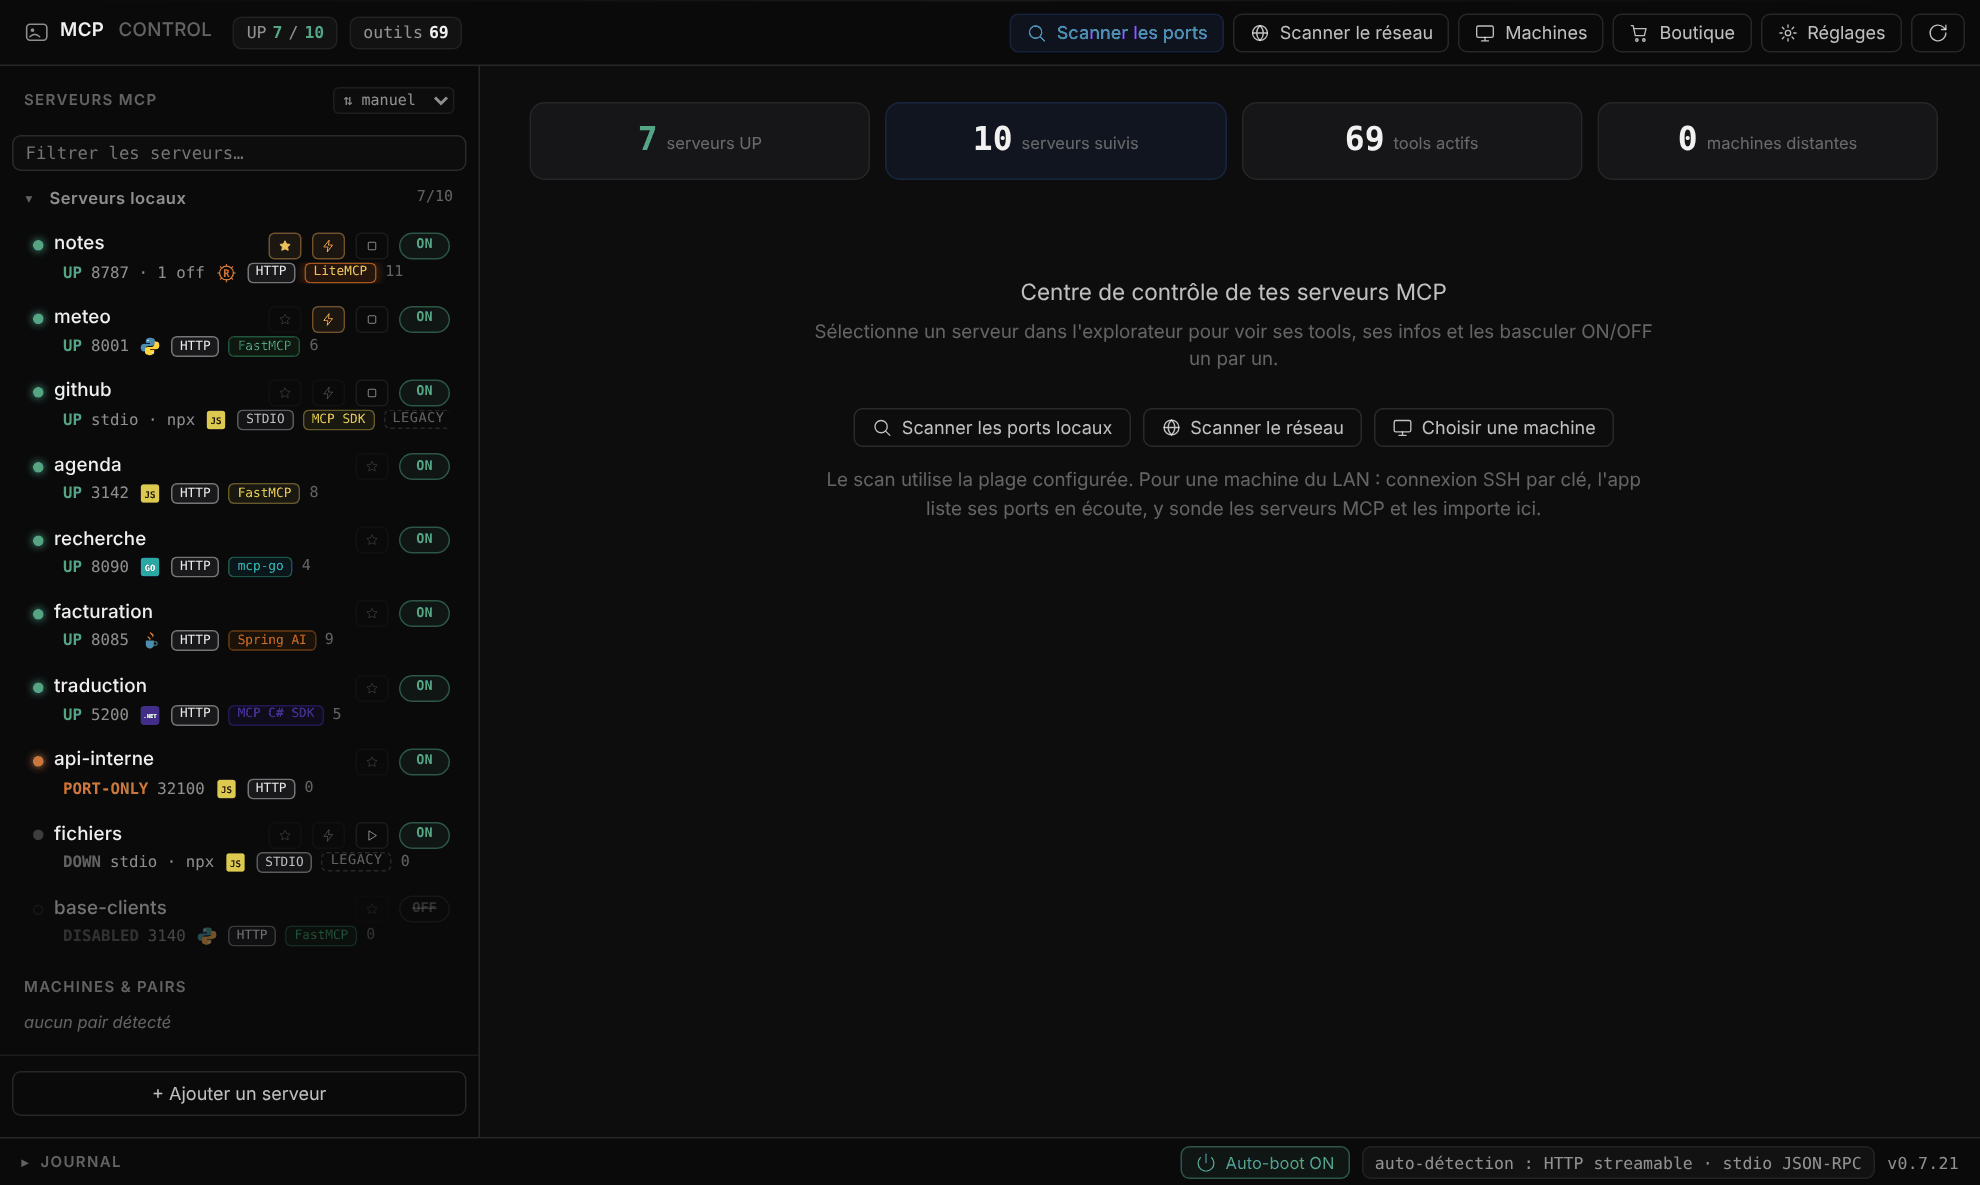 MCP CONTROL UP 7 / 10 outils 69 Scanner les ports Scanner le réseau Machines Boutique Réglages
SERVEURS MCP ⇅ manuel
Filtrer les serveurs…
▾ Serveurs locaux 7/10
notes ON
UP 8787 · 1 off R HTTP LiteMCP 11
meteo ON
UP 8001 HTTP FastMCP 6
github ON
UP stdio · npx JS STDIO MCP SDK LEGACY
agenda ON
UP 3142 JS HTTP FastMCP 8
recherche ON
UP 8090 GO HTTP mcp-go 4
facturation ON
UP 8085 HTTP Spring AI 9
traduction ON
UP 5200 .NET HTTP MCP C# SDK 5
api-interne ON
PORT-ONLY 32100 JS HTTP 0
fichiers ON
DOWN stdio · npx JS STDIO LEGACY 0
base-clients OFF
DISABLED 3140 HTTP FastMCP 0
MACHINES & PAIRS
aucun pair détecté
+ Ajouter un serveur
7 serveurs UP
10 serveurs suivis
69 tools actifs
0 machines distantes
Centre de contrôle de tes serveurs MCP
Sélectionne un serveur dans l'explorateur pour voir ses tools, ses infos et les basculer ON/OFF
un par un.
Scanner les ports locaux Scanner le réseau Choisir une machine
Le scan utilise la plage configurée. Pour une machine du LAN : connexion SSH par clé, l'app
liste ses ports en écoute, y sonde les serveurs MCP et les importe ici.
▸ JOURNAL Auto-boot ON auto-détection : HTTP streamable · stdio JSON-RPC v0.7.21